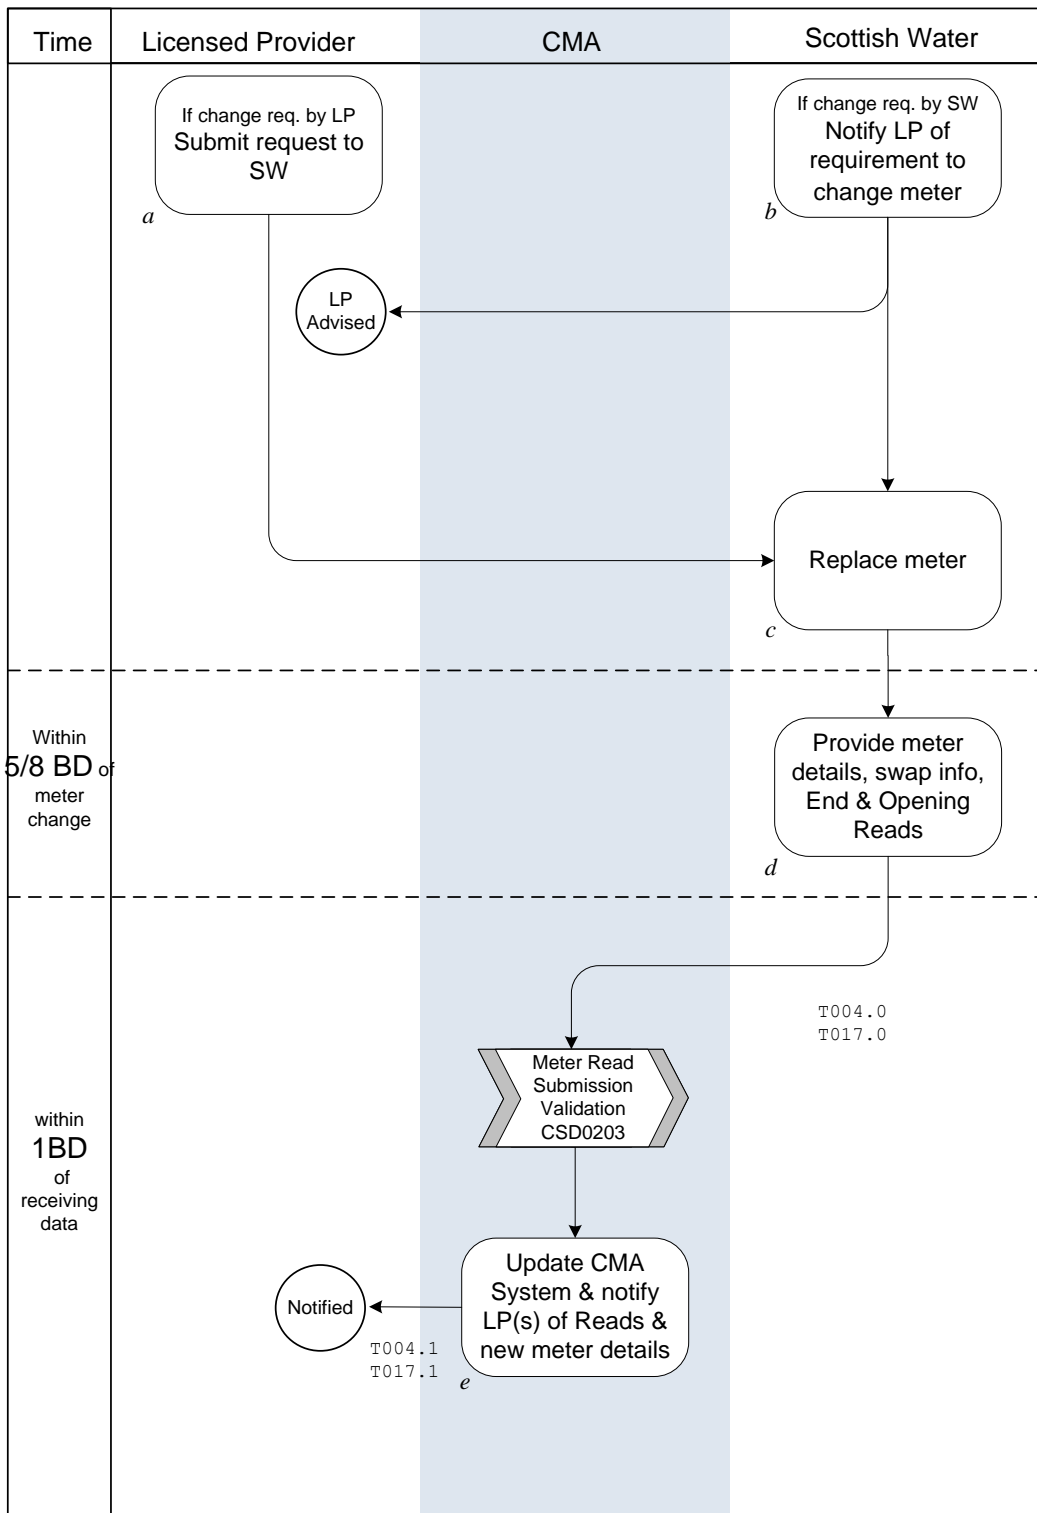 Time
Licensed Provider
CMA
Scottish Water
If change req. by LP
Submit request to
SW
a
If change req. by SW
Notify LP of
requirement to
change meter
b
LP
Advised
Replace meter
c
Within
5/8 BD of
meter
change
Provide meter
details, swap info,
End & Opening
Reads
d
T004.0
T017.0
within
1BD
of
receiving
data
Meter Read
Submission
Validation
CSD0203
Update CMA
System & notify
LP(s) of Reads &
new meter details
e
Notified
T004.1
T017.1